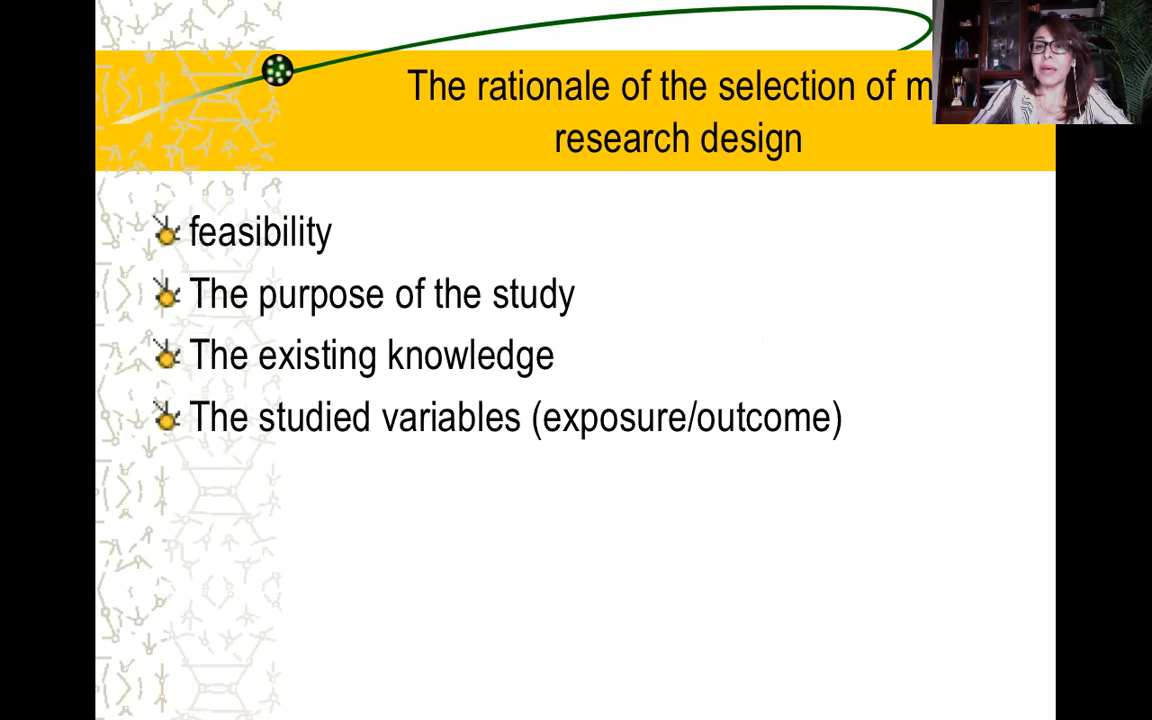 The rationale of the selection of
research design
feasibility
The purpose of the study
The existing knowledge
The studied variables (exposure/outcome)